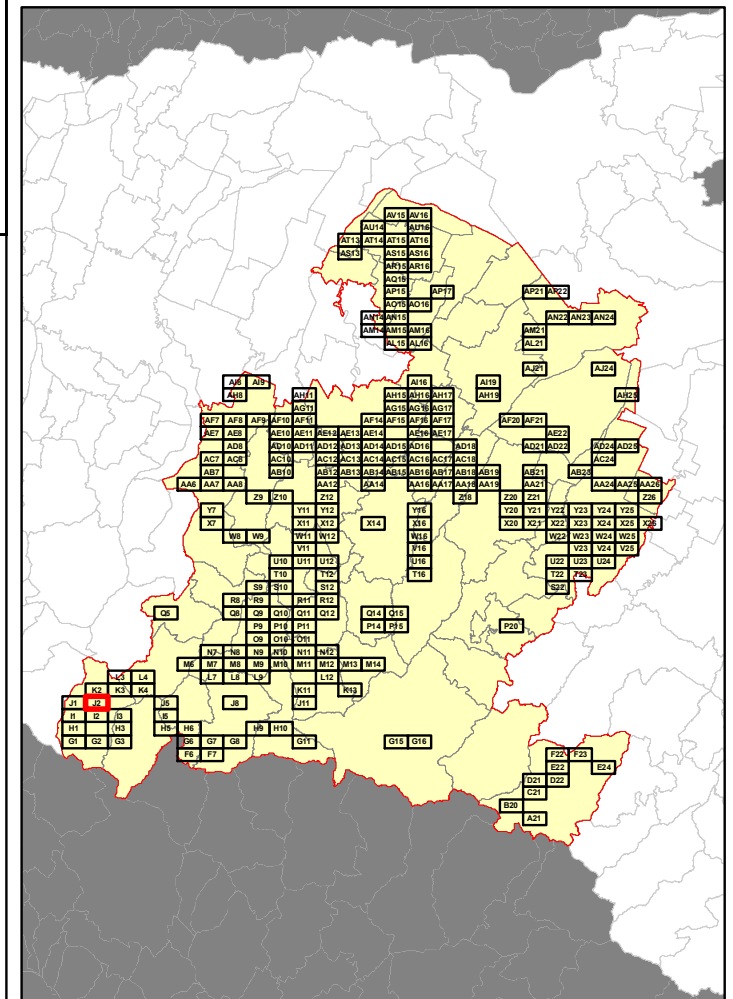 AV15 AV16
AU14 AU16
AT13 AT14 AT15 AT16
AS13 AS15 AS16
AR15 AR16
AQ15
AP15 AP17 AP21 AP22
AO15 AO16
AN14 AN15 AN22 AN23 AN24
AM14 AM15 AM16 AM21
AL15 AL16 AL21
AJ21 AJ24
AI8 AI9 AI16 AI19
AH8 AH11 AH15 AH16 AH17 AH19 AH25
AG11 AG15 AG16 AG17
AF7 AF8 AF9 AF10 AF11 AF14 AF15 AF16 AF17 AF20 AF21
AE7 AE8 AE10 AE11 AE12 AE13 AE14 AE16 AE17 AE22
AD8 AD10 AD11 AD12 AD13 AD14 AD15 AD16 AD18 AD21 AD22 AD24 AD25
AC7 AC8 AC10 AC12 AC13 AC14 AC15 AC16 AC17 AC18 AC24
AB7 AB10 AB12 AB13 AB14 AB15 AB16 AB17 AB18 AB19 AB21 AB23
AA6 AA7 AA8 AA12 AA14 AA16 AA17 AA18 AA19 AA21 AA24 AA25 AA26
Z9 Z10 Z12 Z18 Z20 Z21 Z26
Y7 Y11 Y12 Y16 Y20 Y21 Y22 Y23 Y24 Y25
X7 X11 X12 X14 X16 X20 X21 X22 X23 X24 X25 X26
W8 W9 W11 W12 W16 W22 W23 W24 W25
V11 V16 V23 V24 V25
U10 U11 U12 U16 U22 U23 U24
T10 T12 T16 T22 T23
S9 S10 S12 S22
R8 R9 R11 R12
Q5 Q8 Q9 Q10 Q11 Q12 Q14 Q15
P9 P10 P11 P14 P15 P20
O9 O10 O11
N7 N8 N9 N10 N11 N12
M6 M7 M8 M9 M10 M11 M12 M13 M14
L3 L4 L7 L8 L9 L12
K2 K3 K4 K11 K13
J1 J2 J5 J8 J11
I1 I2 I3 I5
H1 H3 H5 H6 H9 H10
G1 G2 G3 G6 G7 G8 G11 G15 G16
F6 F7 F22 F23
E22 E24
D21 D22
C21
B20
A21